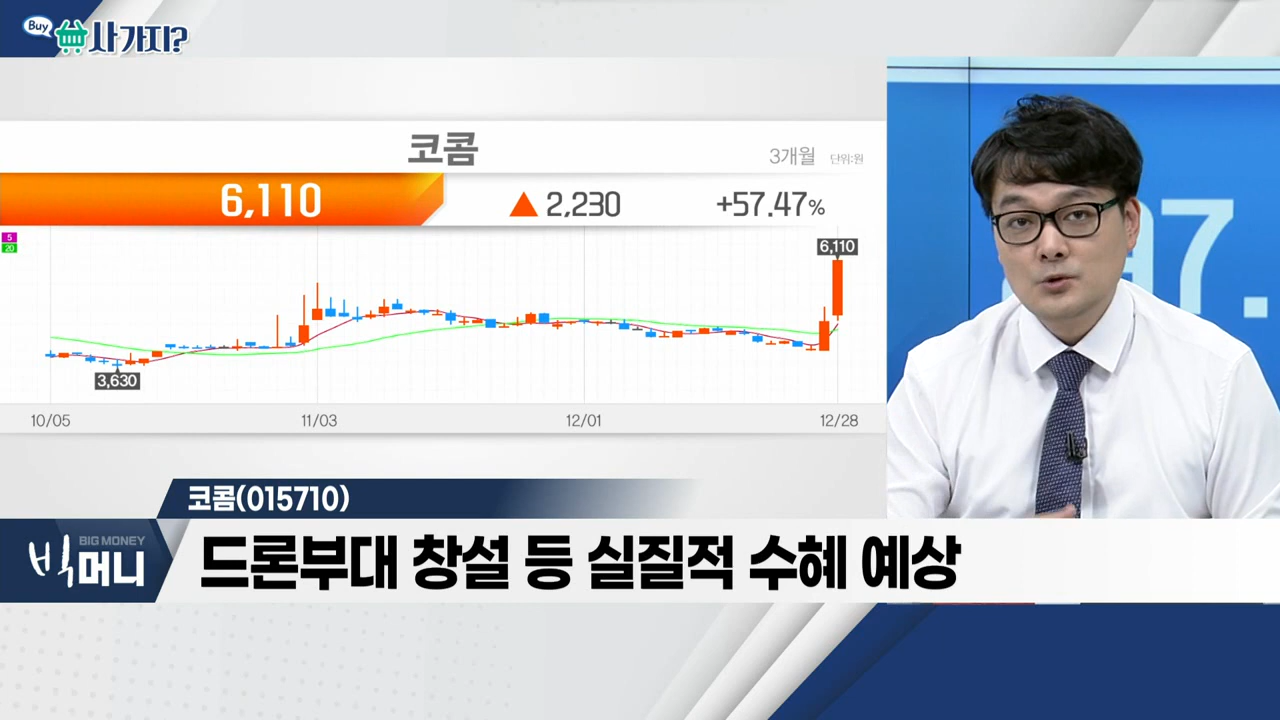 Buy 사가지?
코콤
3개월 단위:원
6,110 ▲ 2,230 +57.47%
5
20
6,110
3,630
10/05 11/03 12/01 12/28
97.
코콤(015710)
BIG MONEY
빅머니
드론부대 창설 등 실질적 수혜 예상